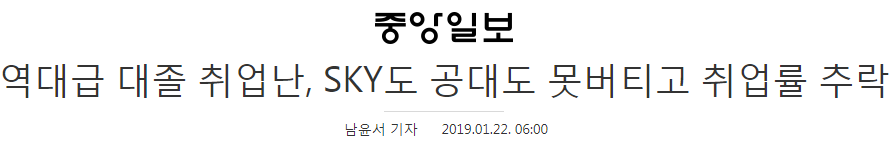 중앙일보
역대급 대졸 취업난, SKY도 공대도 못버티고 취업률 추락
남윤서 기자 2019.01.22. 06:00